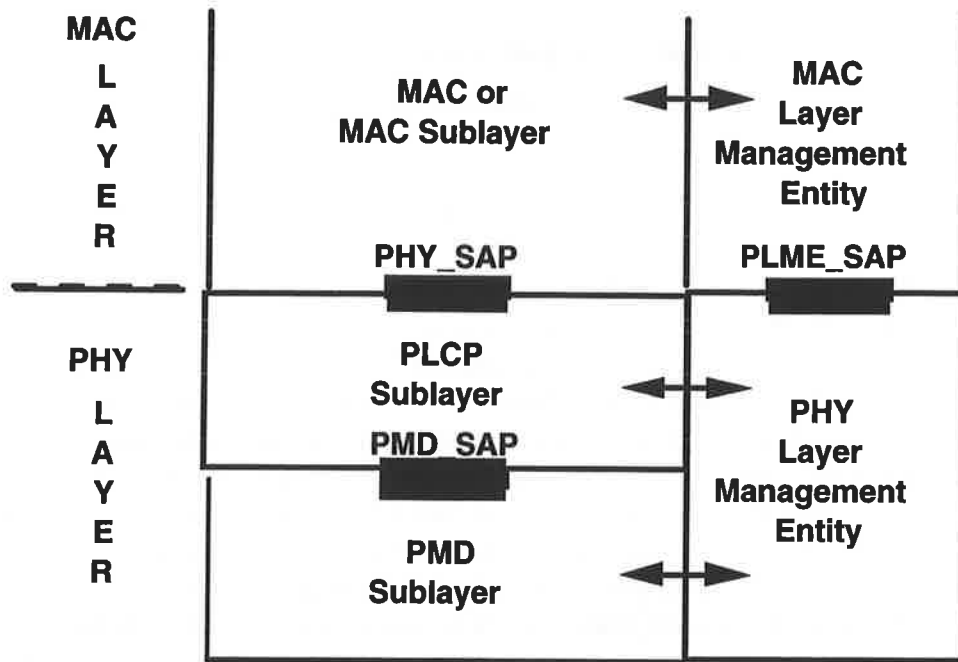 MAC
L
A
Y
E
R
MAC or
MAC Sublayer
MAC
Layer
Management
Entity
PHY_SAP
PLME_SAP
PHY
L
A
Y
E
R
PLCP
Sublayer
PMD_SAP
PMD
Sublayer
PHY
Layer
Management
Entity